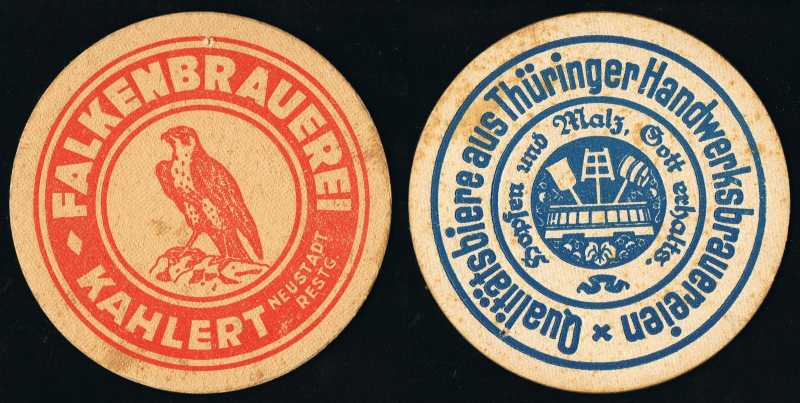 FALKENBRAUEREI
KAHLERT
NEUSTADT
RESTG.
Qualitätsbiere aus Thüringer Handwerksbrauereien
Hopfen und Malz, Gott erhalts.